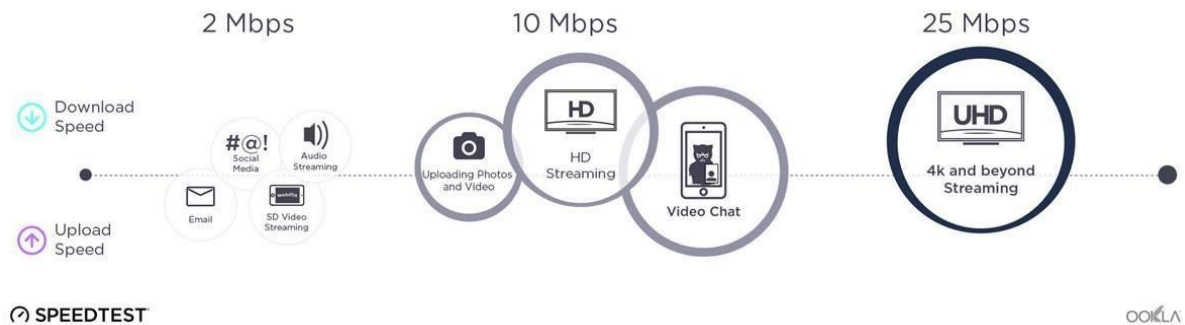 2 Mbps
10 Mbps
25 Mbps
Download
Speed
Upload
Speed
Email
#@!
Social
Media
Audio
Streaming
webflix
SD Video
Streaming
Uploading Photos
and Video
HD
HD
Streaming
Video Chat
UHD
4k and beyond
Streaming
SPEEDTEST
OOKLA